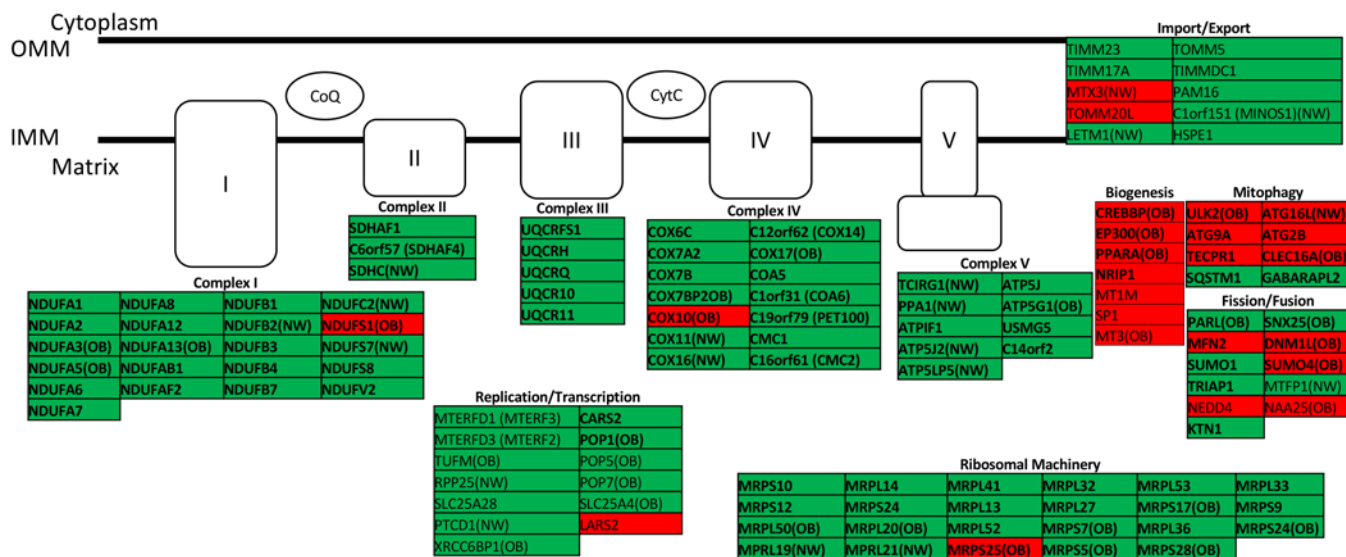 Cytoplasm
OMM
CoQ
CytC
IMM
Matrix
I
II
III
IV
V
Import/Export
TIMM23 TOMM5
TIMM17A TIMMDC1
MTX3(NW) PAM16
TOMM20L C1orf151 (MINOS1)(NW)
LETM1(NW) HSPE1
Complex I
NDUFA1 NDUFA8 NDUFB1 NDUFC2(NW)
NDUFA2 NDUFA12 NDUFB2(NW) NDUFS1(OB)
NDUFA3(OB) NDUFA13(OB) NDUFB3 NDUFS7(NW)
NDUFA5(OB) NDUFAB1 NDUFB4 NDUFS8
NDUFA6 NDUFAF2 NDUFB7 NDUFV2
NDUFA7
Complex II
SDHAF1
C6orf57 (SDHAF4)
SDHC(NW)
Complex III
UQCRFS1
UQCRH
UQCRQ
UQCR10
UQCR11
Complex IV
COX6C C12orf62 (COX14)
COX7A2 COX17(OB)
COX7B COA5
COX7BP2OB) C1orf31 (COA6)
COX10(OB) C19orf79 (PET100)
COX11(NW) CMC1
COX16(NW) C16orf61 (CMC2)
Complex V
TCIRG1(NW) ATP5J
PPA1(NW) ATP5G1(OB)
ATPIF1 USMG5
ATP5J2(NW) C14orf2
ATP5LP5(NW)
Biogenesis
CREBBP(OB)
EP300(OB)
PPARA(OB)
NRIP1
MT1M
SP1
MT3(OB)
Mitophagy
ULK2(OB) ATG16L(NW)
ATG9A ATG2B
TECPR1 CLEC16A(OB)
SQSTM1 GABARAPL2
Fission/Fusion
PARL(OB) SNX25(OB)
MFN2 DNM1L(OB)
SUMO1 SUMO4(OB)
TRIAP1 MTFP1(NW)
NEDD4 NAA25(OB)
KTN1
Replication/Transcription
MTERFD1 (MTERF3) CARS2
MTERFD3 (MTERF2) POP1(OB)
TUFM(OB) POP5(OB)
RPP25(NW) POP7(OB)
SLC25A28 SLC25A4(OB)
PTCD1(NW) LARS2
XRCC6BP1(OB)
Ribosomal Machinery
MRPS10 MRPL14 MRPL41 MRPL32 MRPL53 MRPL33
MRPS12 MRPS24 MRPL13 MRPL27 MRPS17(OB) MRPS9
MRPL50(OB) MRPL20(OB) MRPL52 MRPS7(OB) MRPL36 MRPS24(OB)
MPRL19(NW) MPRL21(NW) MRPS25(OB) MRPS5(OB) MRPS28(OB)